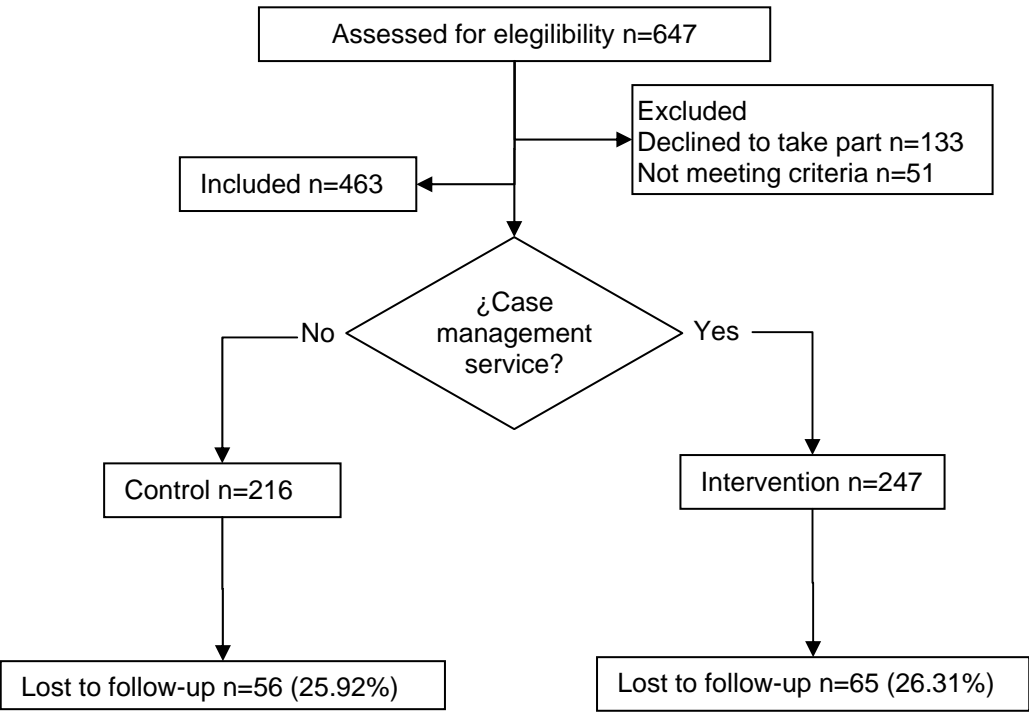 Assessed for elegilibility n=647
Excluded
Declined to take part n=133
Not meeting criteria n=51
Included n=463
¿Case
management
service?
No
Yes
Control n=216
Intervention n=247
Lost to follow-up n=56 (25.92%)
Lost to follow-up n=65 (26.31%)